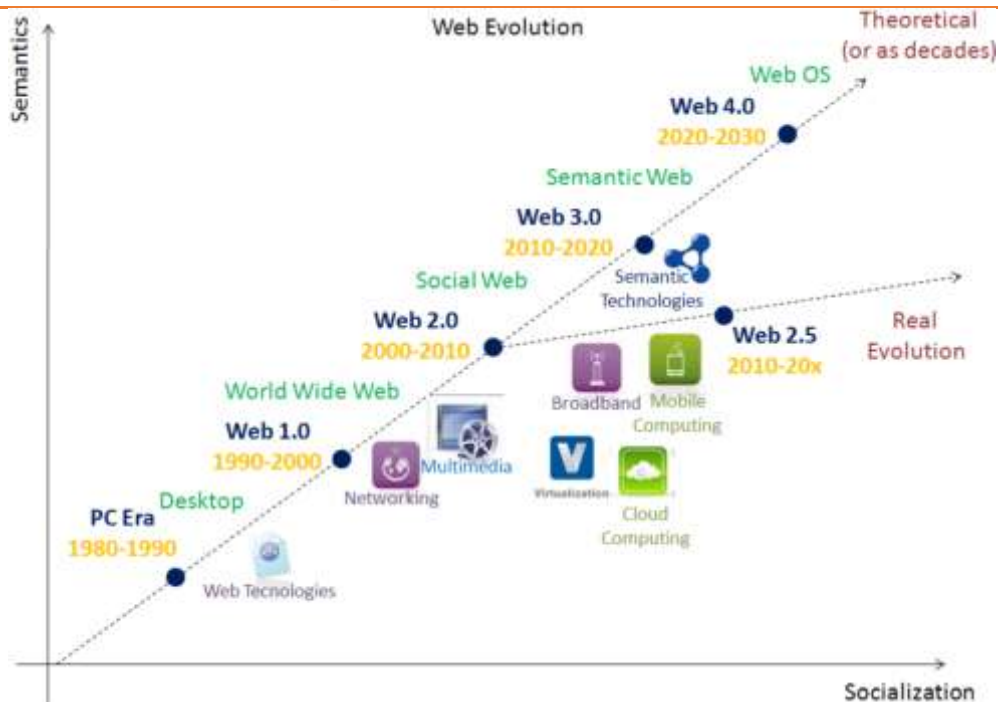 Web Evolution
Theoretical
(or as decades)
Semantics
Web OS
Web 4.0
2020-2030
Semantic Web
Web 3.0
2010-2020
Semantic
Technologies
Social Web
Web 2.0
2000-2010
Web 2.5
2010-20x
Real
Evolution
Broadband
Mobile
Computing
World Wide Web
Web 1.0
1990-2000
Networking
Multimedia
V
Virtualization
Cloud
Computing
Desktop
PC Era
1980-1990
Web Tecnologies
Socialization